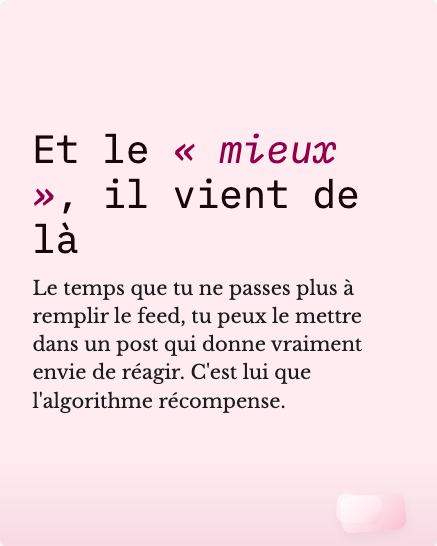 Et le « mieux
», il vient de
là
Le temps que tu ne passes plus à
remplir le feed, tu peux le mettre
dans un post qui donne vraiment
envie de réagir. C'est lui que
l'algorithme récompense.